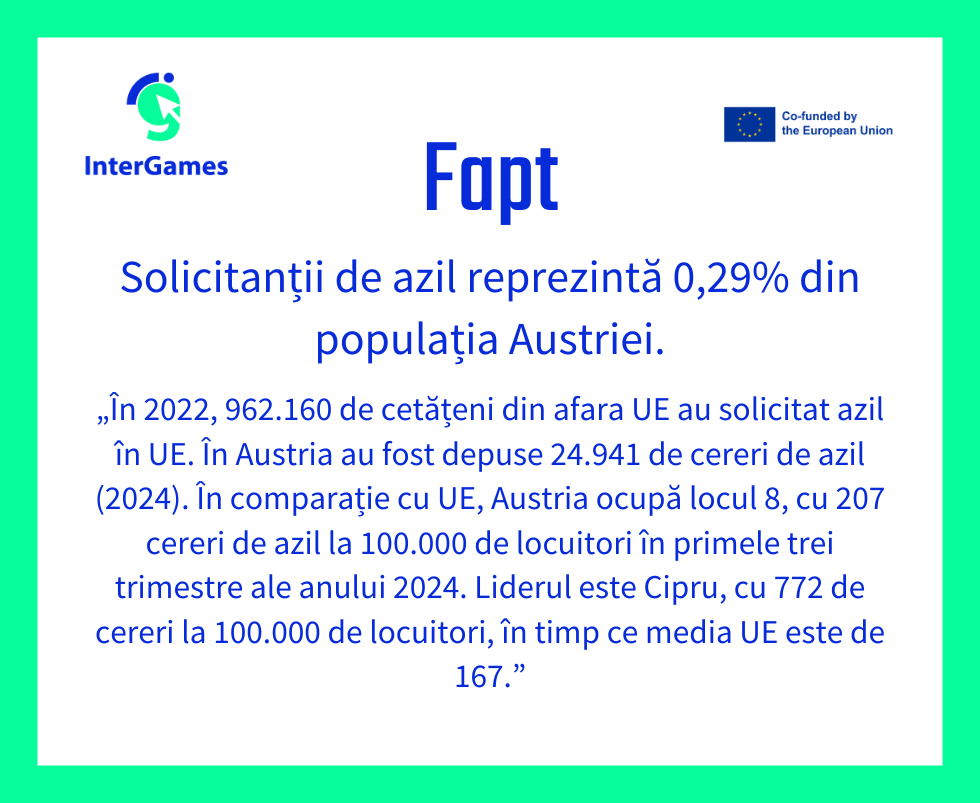 InterGames
Co-funded by
the European Union
Fapt
Solicitanții de azil reprezintă 0,29% din
populația Austriei.
„În 2022, 962.160 de cetățeni din afara UE au solicitat azil
în UE. În Austria au fost depuse 24.941 de cereri de azil
(2024). În comparație cu UE, Austria ocupă locul 8, cu 207
cereri de azil la 100.000 de locuitori în primele trei
trimestre ale anului 2024. Liderul este Cipru, cu 772 de
cereri la 100.000 de locuitori, în timp ce media UE este de
167.”